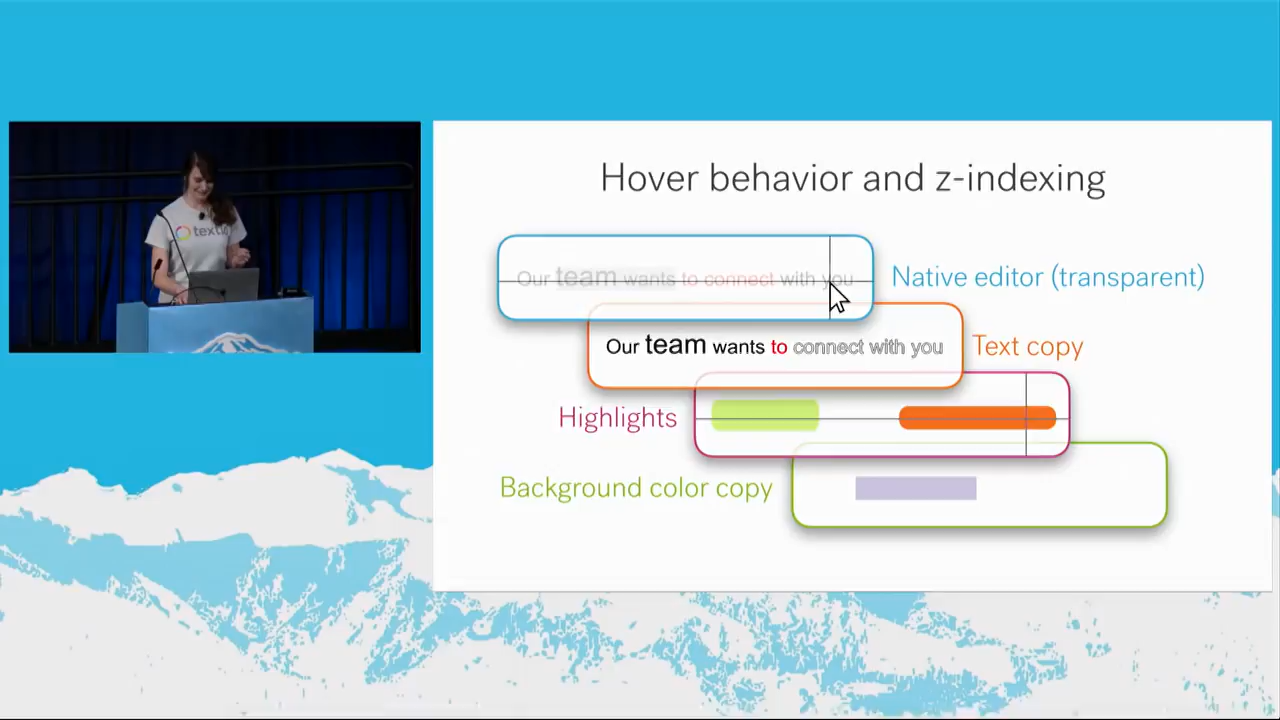 Hover behavior and z-indexing
Our team wants to connect with you
Native editor (transparent)
Our team wants to connect with you
Text copy
Highlights
Background color copy